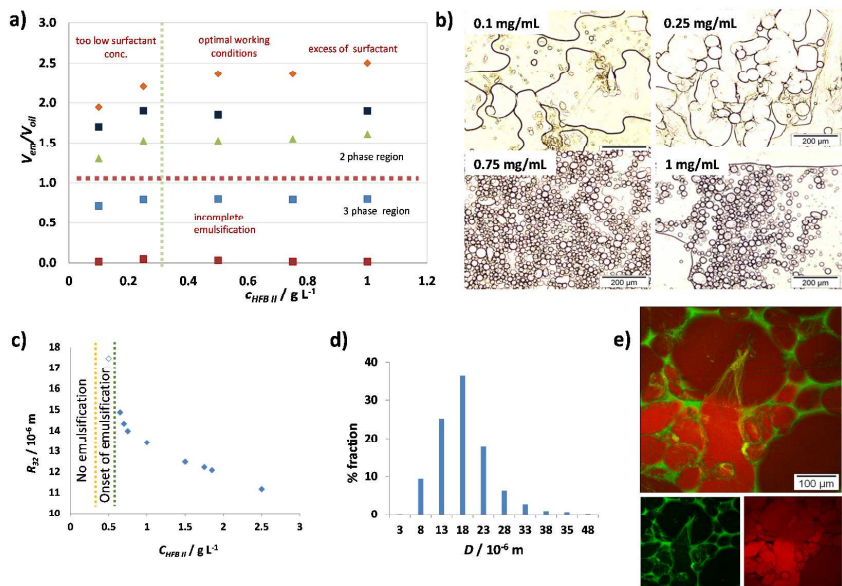 a)
3.0
2.5
2.0
1.5
1.0
0.5
0.0
V_em/V_oil
too low surfactant
conc.
optimal working
conditions
excess of surfactant
2 phase region
3 phase region
incomplete
emulsification
0
0.2
0.4
0.6
0.8
1
1.2
c_HFB II / g L⁻¹
b)
0.1 mg/mL
0.25 mg/mL
200 µm
0.75 mg/mL
1 mg/mL
200 µm
200 µm
c)
18
17
16
15
14
13
12
11
10
R_32 / 10⁻⁶ m
No emulsification
Onset of emulsification
0
0.5
1
1.5
2
2.5
3
C_HFB II / g L⁻¹
d)
40
30
20
10
0
% fraction
3 8 13 18 23 28 33 38 35 48
D / 10⁻⁶ m
e)
100 µm